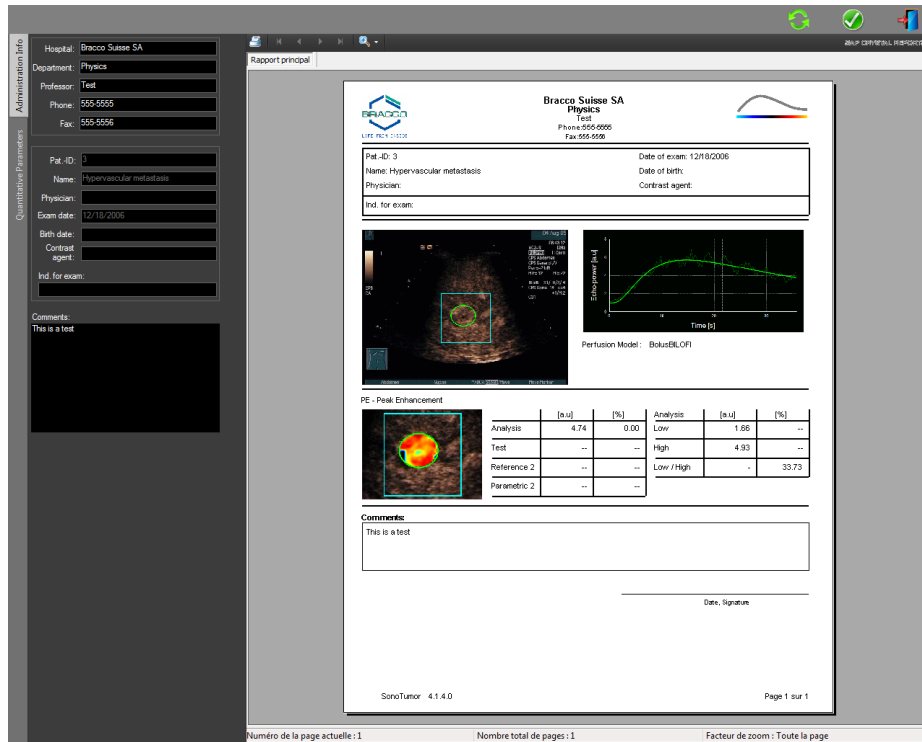 Administration Info
Quantitative Parameters
Hospital: Bracco Suisse SA
Department: Physics
Professor: Test
Phone: 555-5555
Fax: 555-5556
Pat.-ID: 3
Name: Hypervascular metastasis
Physician:
Exam date: 12/18/2006
Birth date:
Contrast agent:
Ind. for exam:
Comments:
This is a test
Rapport principal
BRACCO
LIFE FROM INSIDE
Bracco Suisse SA
Physics
Test
Phone:555-5555
Fax:555-5556
Pat.-ID: 3
Date of exam: 12/18/2006
Name: Hypervascular metastasis
Date of birth:
Physician:
Contrast agent:
Ind. for exam:
Echo-power [a.u]
Time [s]
Perfusion Model : BolusBILOFI
PE - Peak Enhancement
[a.u] [%] Analysis [a.u] [%]
Analysis 4.74 0.00 Low 1.66 --
Test -- -- High 4.93 --
Reference 2 -- -- Low / High - 33.73
Parametric 2 -- --
Comments:
This is a test
Date, Signature
SonoTumor 4.1.4.0
Page 1 sur 1
Numéro de la page actuelle : 1
Nombre total de pages : 1
Facteur de zoom : Toute la page